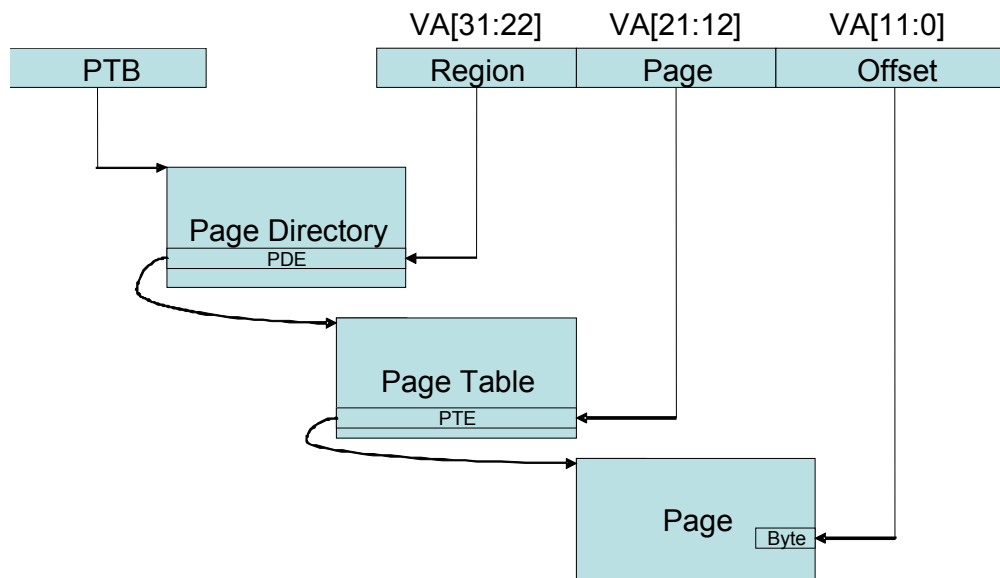 VA[31:22] VA[21:12] VA[11:0]
PTB Region Page Offset
Page Directory
PDE
Page Table
PTE
Page
Byte